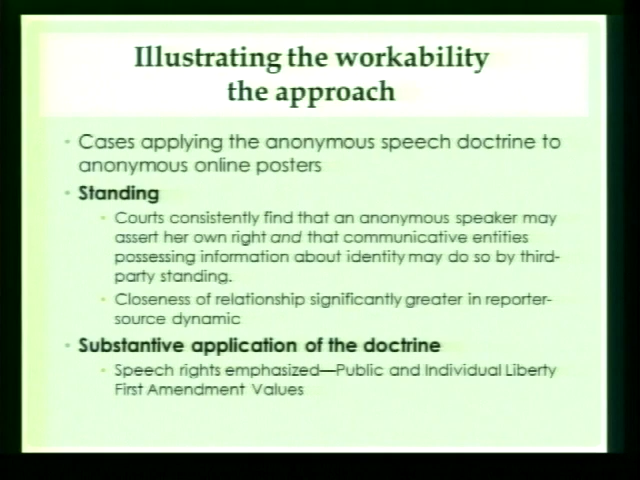 Illustrating the workability
the approach
Cases applying the anonymous speech doctrine to
anonymous online posters
Standing
Courts consistently find that an anonymous speaker may
assert her own right and that communicative entities
possessing information about identity may do so by third-
party standing.
Closeness of relationship significantly greater in reporter-
source dynamic
Substantive application of the doctrine
Speech rights emphasized—Public and Individual Liberty
First Amendment Values